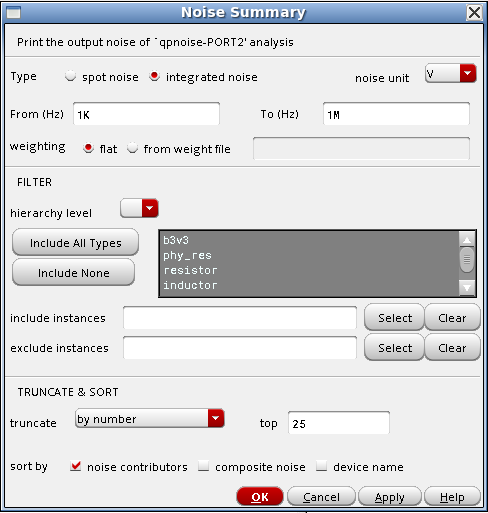 Noise Summary
Print the output noise of `qpnoise-PORT2' analysis
Type spot noise integrated noise noise unit V
From (Hz) 1K To (Hz) 1M
weighting flat from weight file
FILTER
hierarchy level
Include All Types
Include None
b3v3
phy_res
resistor
inductor
include instances Select Clear
exclude instances Select Clear
TRUNCATE & SORT
truncate by number top 25
sort by noise contributors composite noise device name
OK Cancel Apply Help